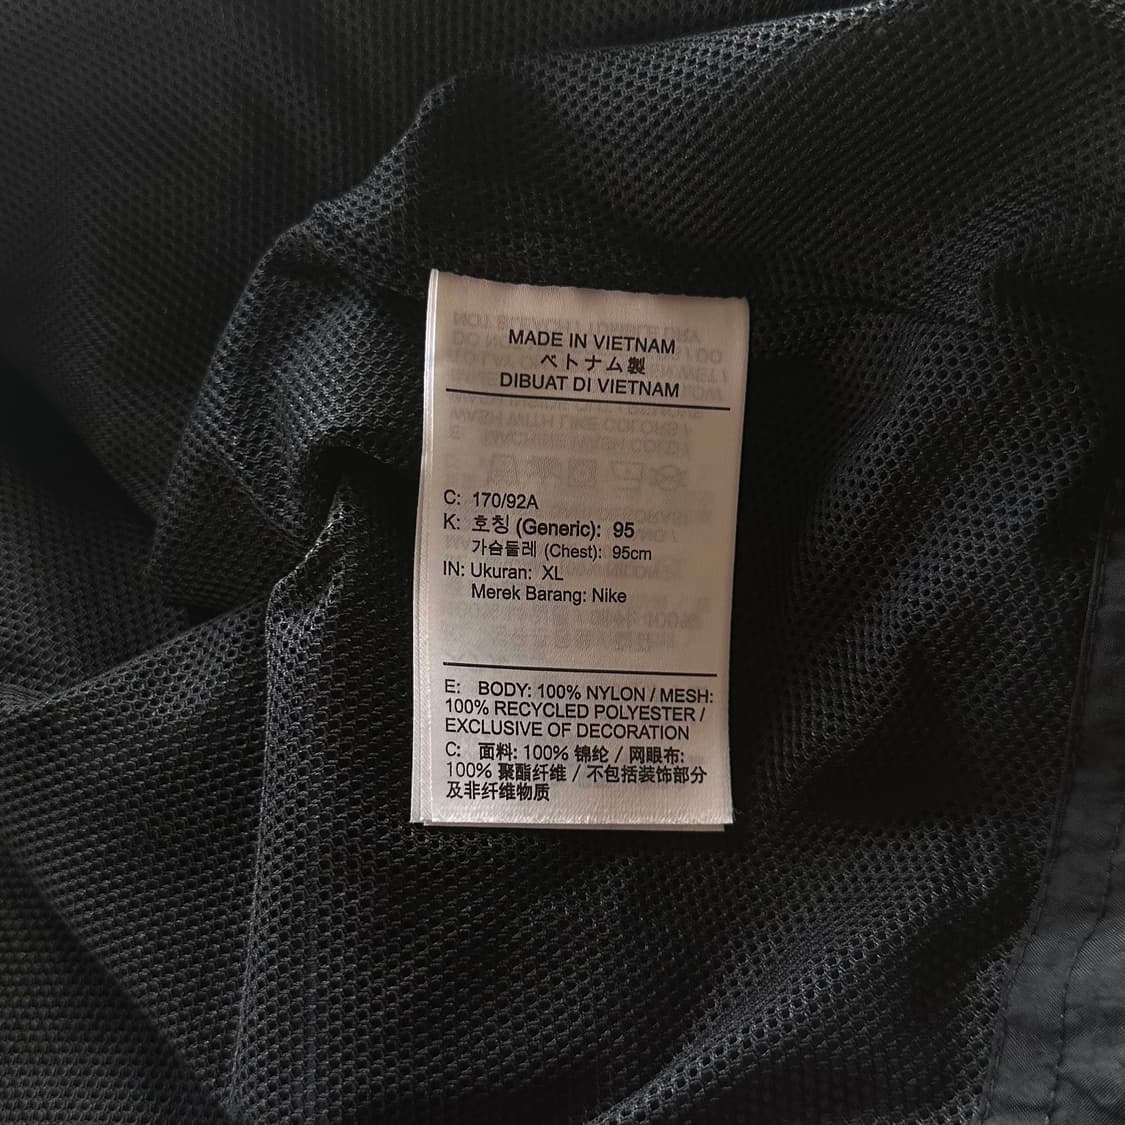 MADE IN VIETNAM
ベトナム製
DIBUAT DI VIETNAM
C: 170/92A
K: 호칭 (Generic): 95
가슴둘레 (Chest): 95cm
IN: Ukuran: XL
Merek Barang: Nike
E: BODY: 100% NYLON / MESH:
100% RECYCLED POLYESTER /
EXCLUSIVE OF DECORATION
C: 面料: 100% 锦纶 / 网眼布:
100% 聚酯纤维 / 不包括装饰部分
及非纤维物质